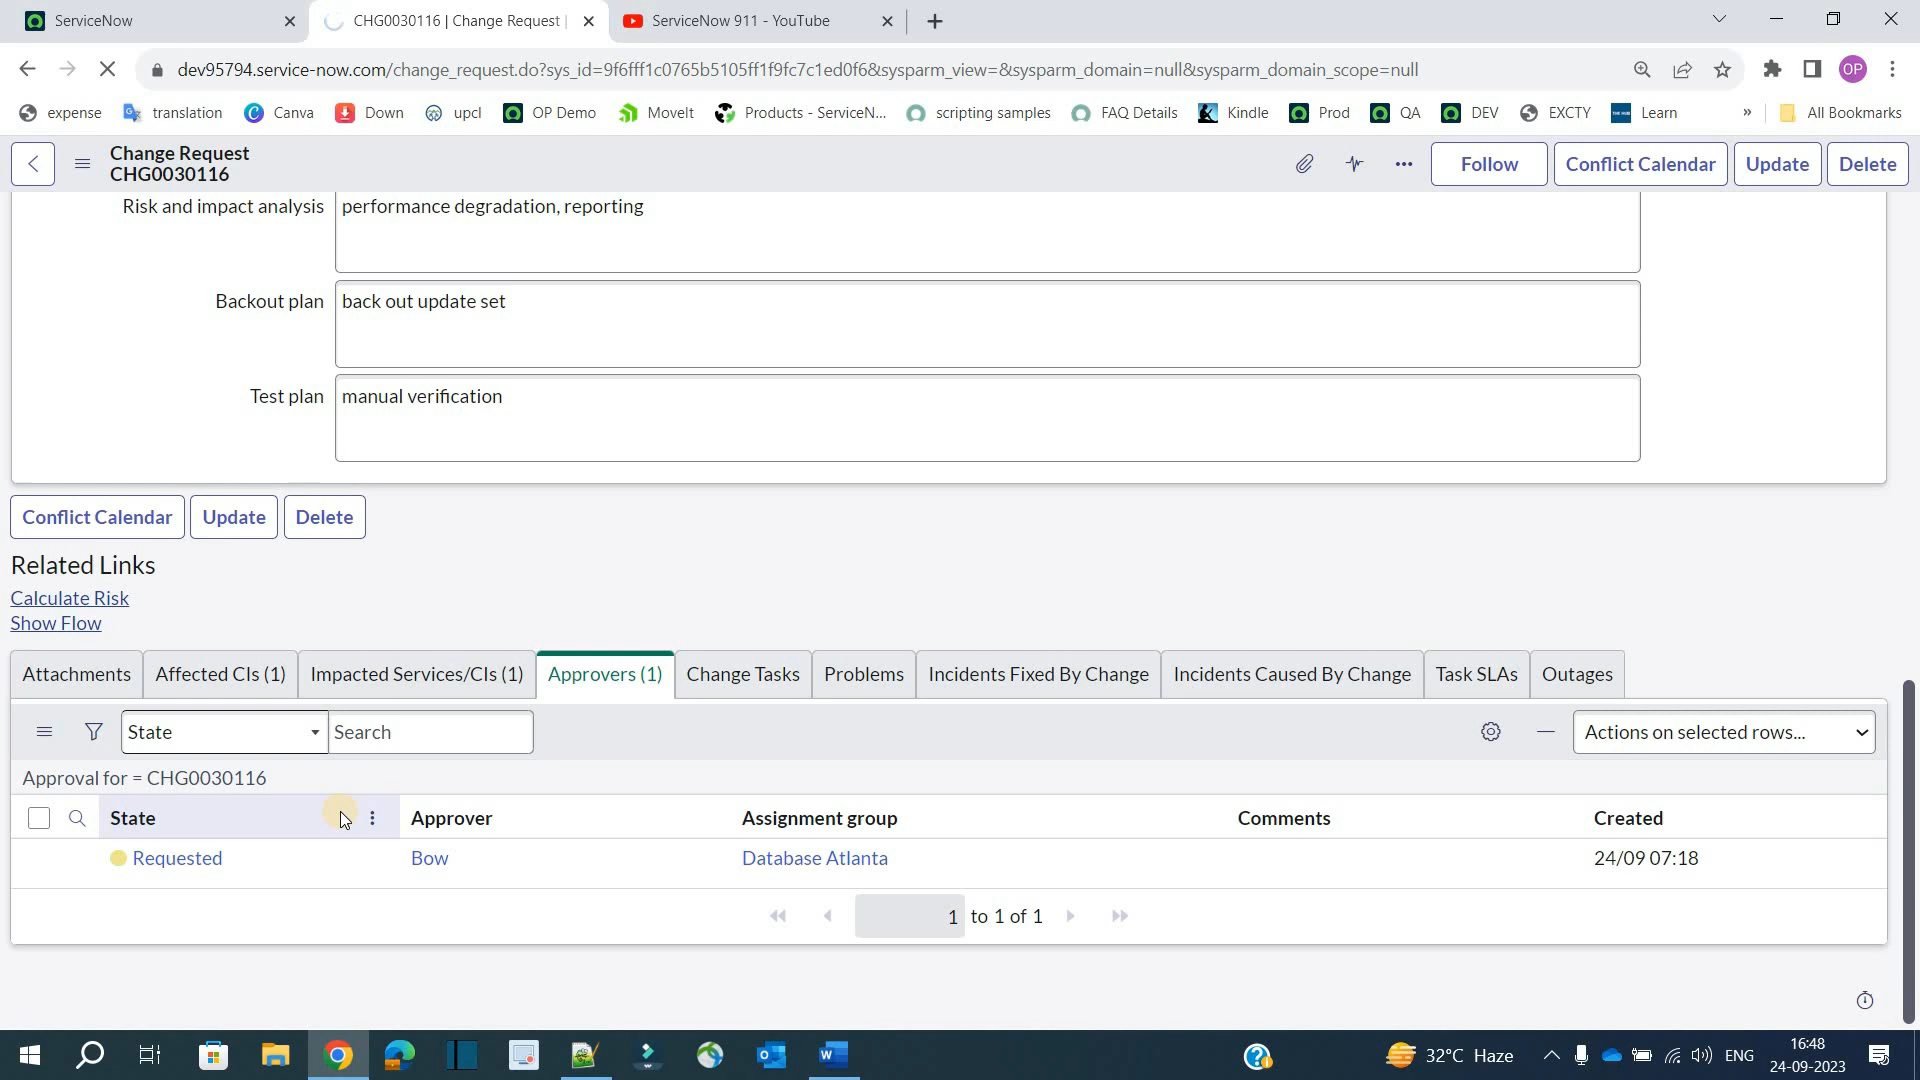 ServiceNow
CHG0030116 | Change Request |
ServiceNow 911 - YouTube
dev95794.service-now.com/change_request.do?sys_id=9f6fff1c0765b5105ff1f9fc7c1ed0f6&sysparm_view=&sysparm_domain=null&sysparm_domain_scope=null
OP
expense
translation
Canva
Down
upcl
OP Demo
MoveIt
Products - ServiceN...
scripting samples
FAQ Details
Kindle
Prod
QA
DEV
EXCTY
Learn
»
All Bookmarks
Change Request
CHG0030116
Follow
Conflict Calendar
Update
Delete
Risk and impact analysis
performance degradation, reporting
Backout plan
back out update set
Test plan
manual verification
Conflict Calendar
Update
Delete
Related Links
Calculate Risk
Show Flow
Attachments
Affected CIs (1)
Impacted Services/CIs (1)
Approvers (1)
Change Tasks
Problems
Incidents Fixed By Change
Incidents Caused By Change
Task SLAs
Outages
State
Search
Actions on selected rows...
Approval for = CHG0030116
State
Approver
Assignment group
Comments
Created
Requested
Bow
Database Atlanta
24/09 07:18
1 to 1 of 1
32°C Haze
ENG
16:48
24-09-2023